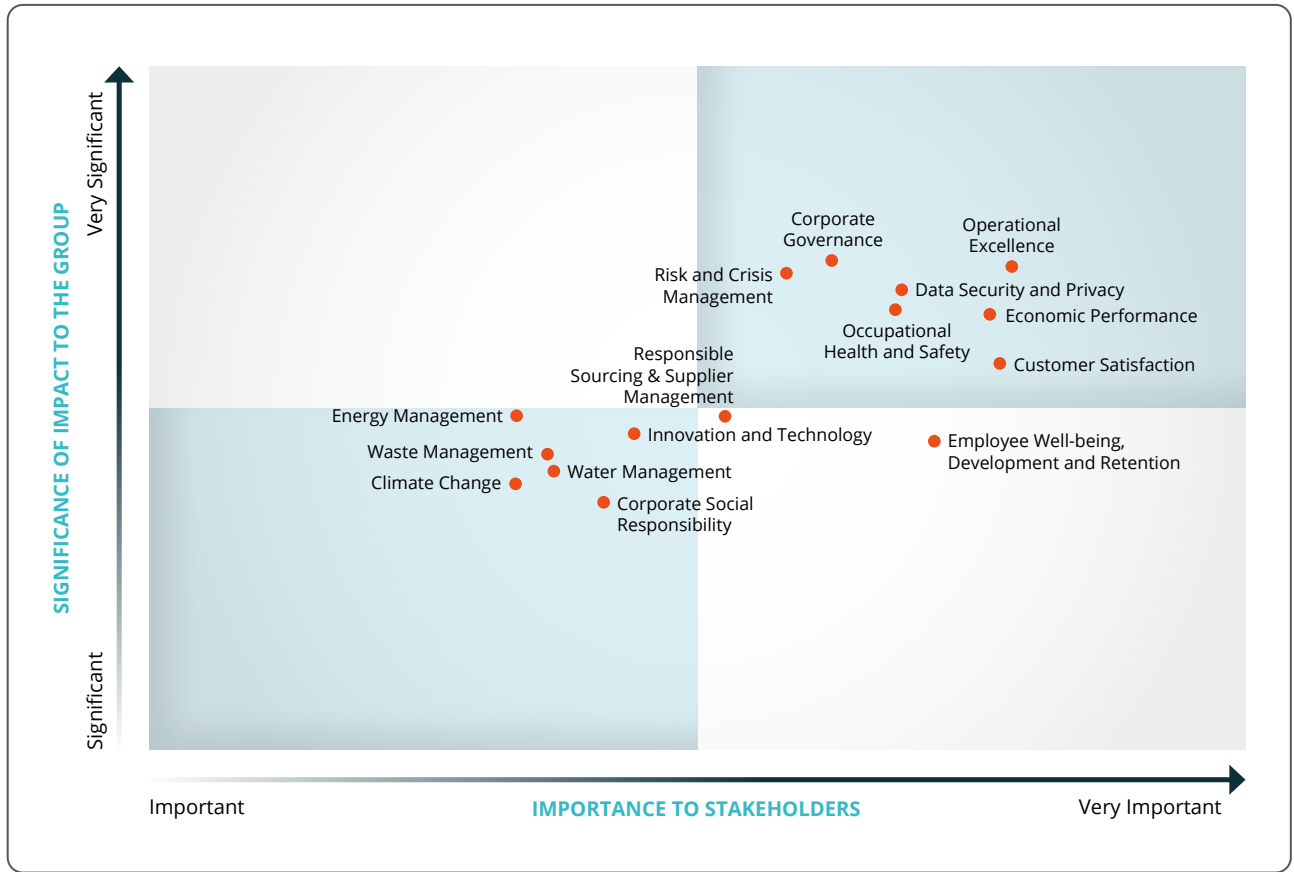 SIGNIFICANCE OF IMPACT TO THE GROUP
Very Significant
Significant
Corporate
Governance
Operational
Excellence
Risk and Crisis
Management
Data Security and Privacy
Economic Performance
Occupational
Health and Safety
Customer Satisfaction
Responsible
Sourcing & Supplier
Management
Energy Management
Innovation and Technology
Employee Well-being,
Development and Retention
Waste Management
Water Management
Climate Change
Corporate Social
Responsibility
Important
IMPORTANCE TO STAKEHOLDERS
Very Important